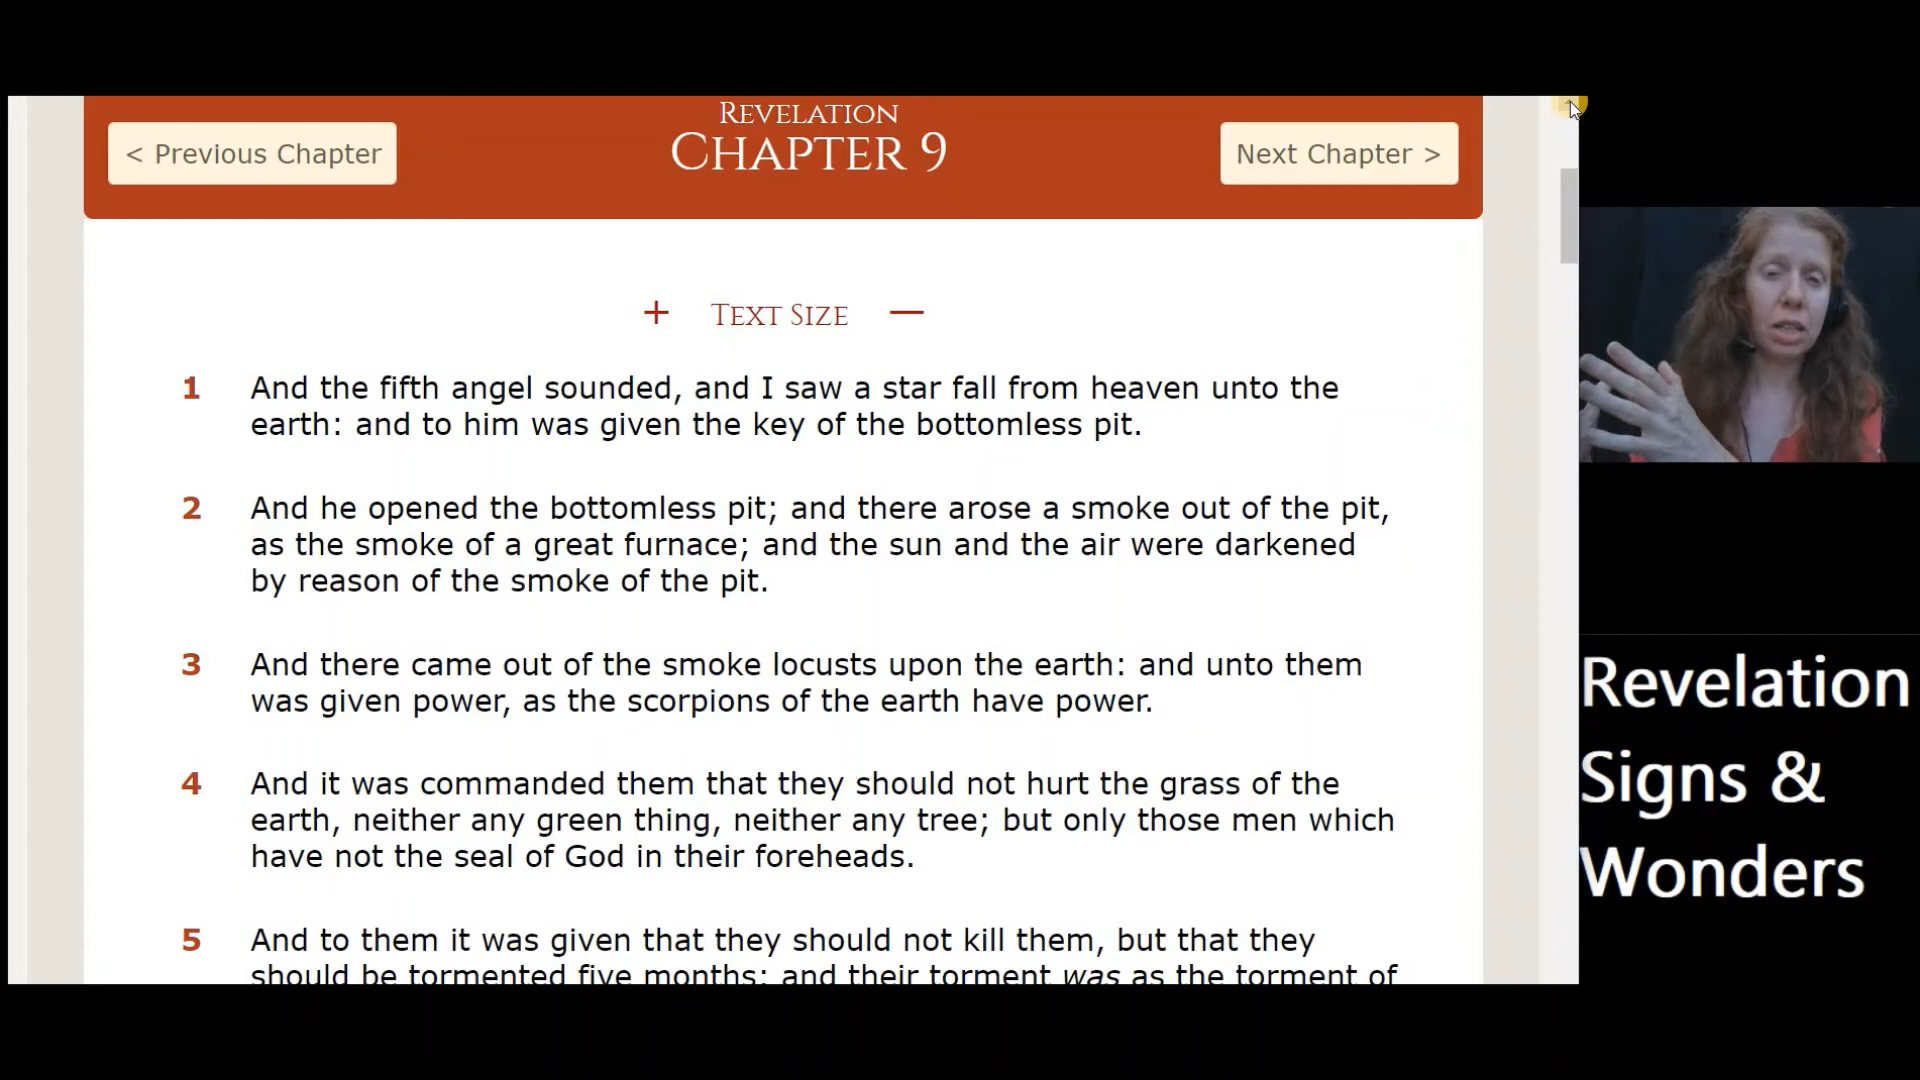 REVELATION
< Previous Chapter
CHAPTER 9
Next Chapter >
+ TEXT SIZE —
1 And the fifth angel sounded, and I saw a star fall from heaven unto the
earth: and to him was given the key of the bottomless pit.
2 And he opened the bottomless pit; and there arose a smoke out of the pit,
as the smoke of a great furnace; and the sun and the air were darkened
by reason of the smoke of the pit.
3 And there came out of the smoke locusts upon the earth: and unto them
was given power, as the scorpions of the earth have power.
4 And it was commanded them that they should not hurt the grass of the
earth, neither any green thing, neither any tree; but only those men which
have not the seal of God in their foreheads.
5 And to them it was given that they should not kill them, but that they
should be tormented five months: and their torment was as the torment of
Revelation
Signs &
Wonders